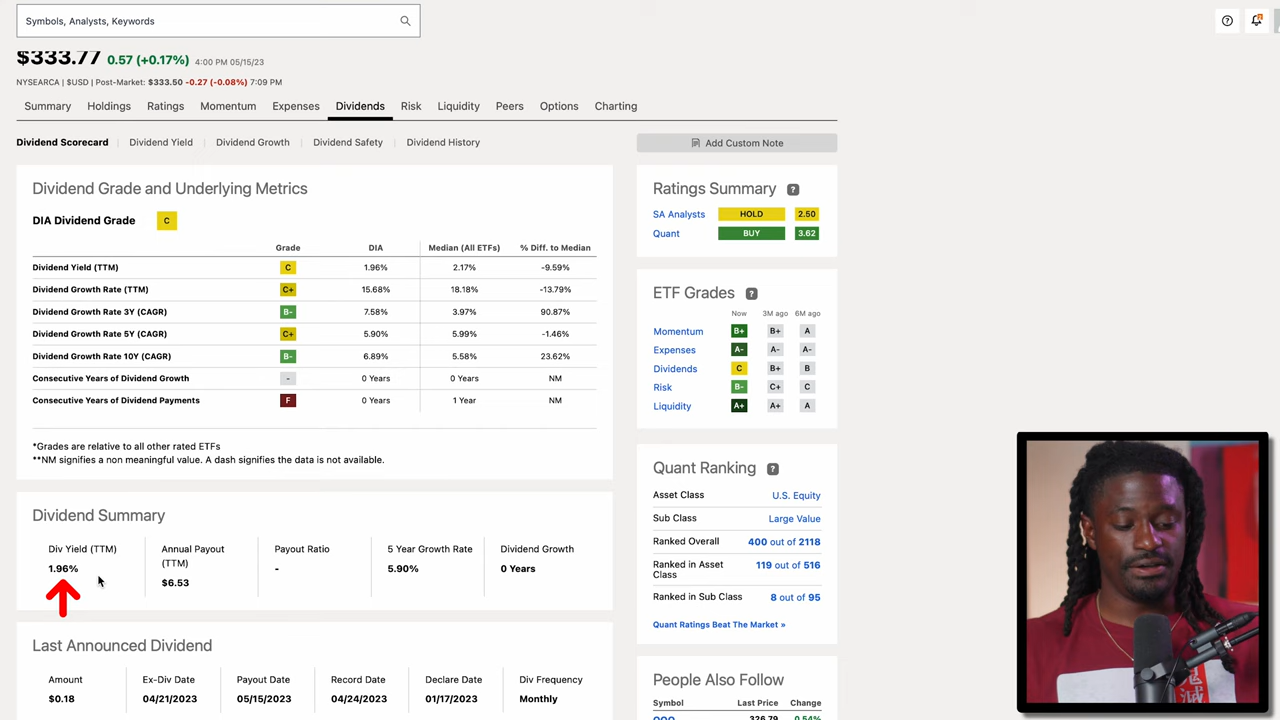 Symbols, Analysts, Keywords
$333.77 0.57 (+0.17%) 4:00 PM 05/15/23
NYSEARCA | $USD | Post-Market: $333.50 -0.27 (-0.08%) 7:09 PM
Summary Holdings Ratings Momentum Expenses Dividends Risk Liquidity Peers Options Charting
Dividend Scorecard Dividend Yield Dividend Growth Dividend Safety Dividend History
Add Custom Note
Dividend Grade and Underlying Metrics
DIA Dividend Grade C
Grade DIA Median (All ETFs) % Diff. to Median
Dividend Yield (TTM) C 1.96% 2.17% -9.59%
Dividend Growth Rate (TTM) C+ 15.68% 18.18% -13.79%
Dividend Growth Rate 3Y (CAGR) B- 7.58% 3.97% 90.87%
Dividend Growth Rate 5Y (CAGR) C+ 5.90% 5.99% -1.46%
Dividend Growth Rate 10Y (CAGR) B- 6.89% 5.58% 23.62%
Consecutive Years of Dividend Growth - 0 Years 0 Years NM
Consecutive Years of Dividend Payments F 0 Years 1 Year NM
*Grades are relative to all other rated ETFs
**NM signifies a non meaningful value. A dash signifies the data is not available.
Dividend Summary
Div Yield (TTM) Annual Payout (TTM) Payout Ratio 5 Year Growth Rate Dividend Growth
1.96% $6.53 - 5.90% 0 Years
Last Announced Dividend
Amount Ex-Div Date Payout Date Record Date Declare Date Div Frequency
$0.18 04/21/2023 05/15/2023 04/24/2023 01/17/2023 Monthly
Ratings Summary ?
SA Analysts HOLD 2.50
Quant BUY 3.62
ETF Grades ?
Now 3M ago 6M ago
Momentum B+ B+ A
Expenses A- A- A-
Dividends C B+ B
Risk B- C+ C
Liquidity A+ A+ A
Quant Ranking ?
Asset Class U.S. Equity
Sub Class Large Value
Ranked Overall 400 out of 2118
Ranked in Asset Class 119 out of 516
Ranked in Sub Class 8 out of 95
Quant Ratings Beat The Market »
People Also Follow
Symbol Last Price Change
QQQ 326.79 0.54%